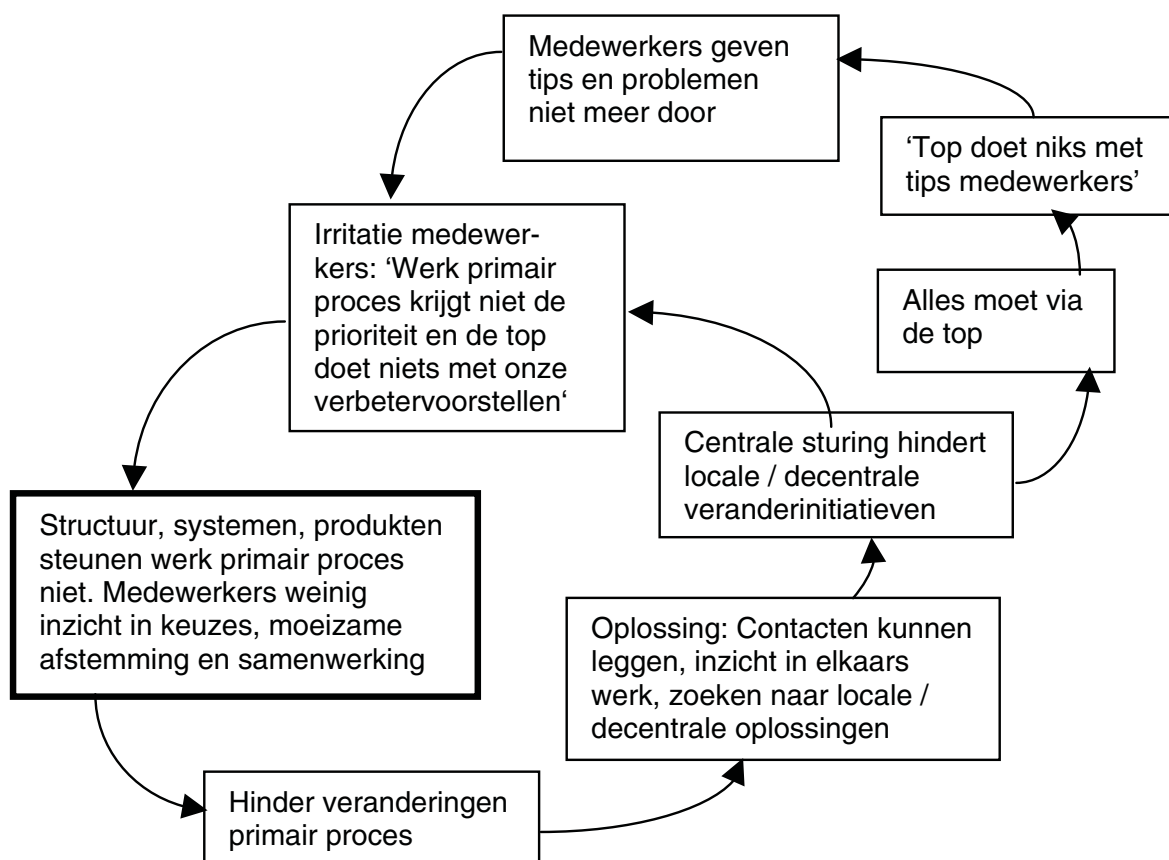 Medewerkers geven
tips en problemen
niet meer door
‘Top doet niks met
tips medewerkers’
Irritatie medewer-
kers: ‘Werk primair
proces krijgt niet de
prioriteit en de top
doet niets met onze
verbetervoorstellen‘
Alles moet via
de top
Centrale sturing hindert
locale / decentrale
veranderinitiatieven
Structuur, systemen, produkten
steunen werk primair proces
niet. Medewerkers weinig
inzicht in keuzes, moeizame
afstemming en samenwerking
Oplossing: Contacten kunnen
leggen, inzicht in elkaars
werk, zoeken naar locale /
decentrale oplossingen
Hinder veranderingen
primair proces